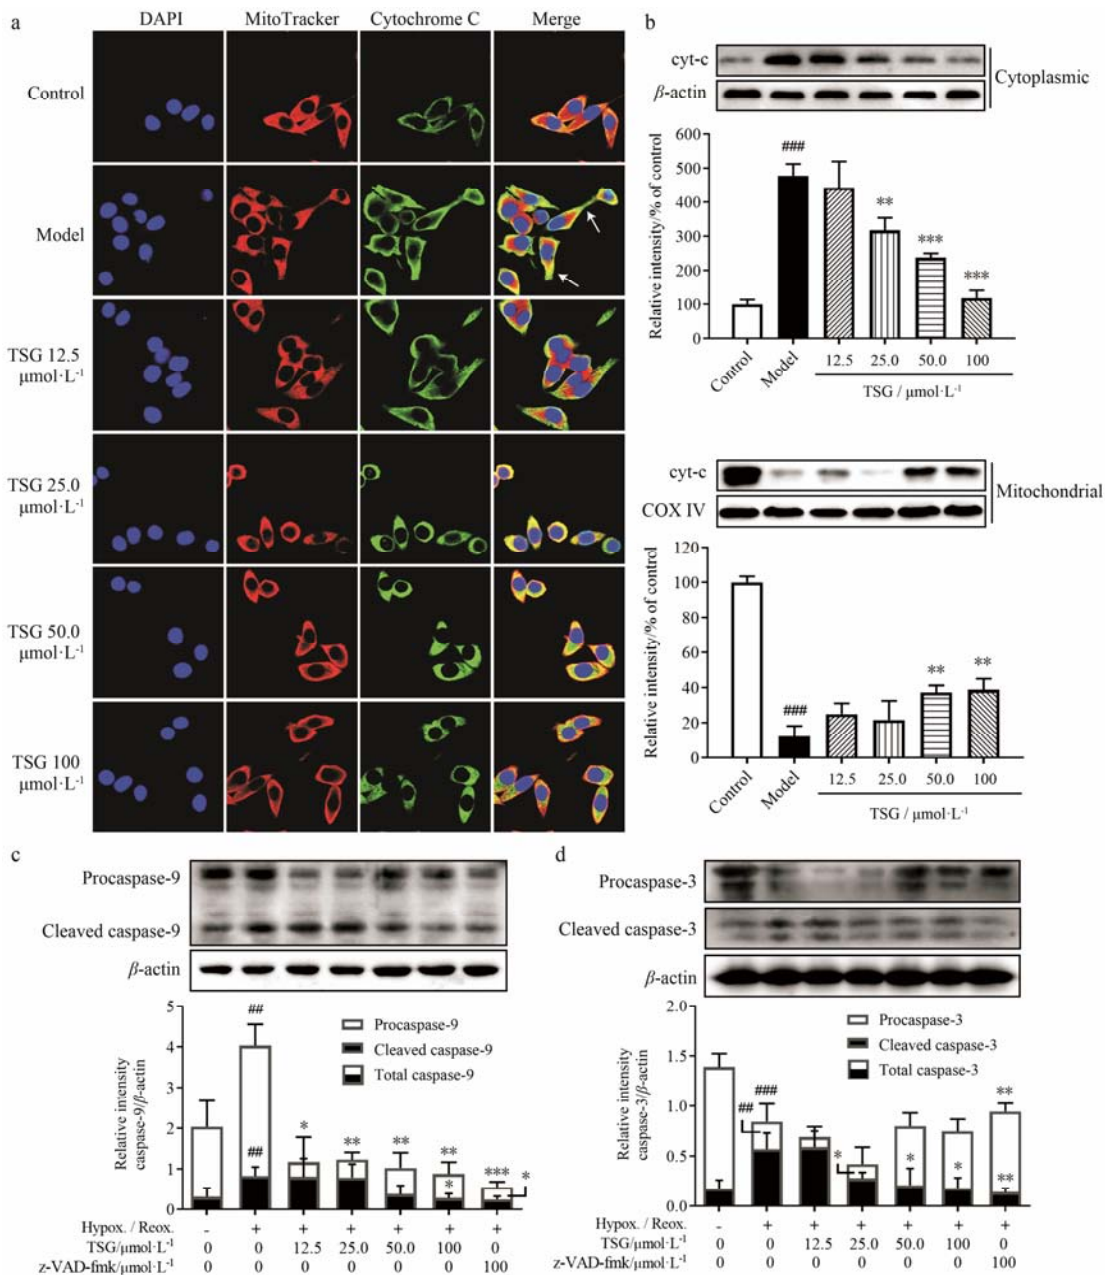 a
DAPI MitoTracker Cytochrome C Merge
Control
Model
TSG 12.5
μmol·L-1
TSG 25.0
μmol·L-1
TSG 50.0
μmol·L-1
TSG 100
μmol·L-1
b
cyt-c
β-actin
Cytoplasmic
Relative intensity/% of control
600
500
400
300
200
100
0
###
**
***
***
Control Model 12.5 25.0 50.0 100
TSG / μmol·L-1
cyt-c
COX IV
Mitochondrial
Relative intensity/% of control
120
100
80
60
40
20
0
###
**
**
Control Model 12.5 25.0 50.0 100
TSG / μmol·L-1
c
Procaspase-9
Cleaved caspase-9
β-actin
Relative intensity
caspase-9/β-actin
5
4
3
2
1
0
Procaspase-9
Cleaved caspase-9
Total caspase-9
##
##
*
**
**
**
*
***
*
Hypox. / Reox. - + + + + + +
TSG/μmol·L-1 0 0 12.5 25.0 50.0 100 0
z-VAD-fmk/μmol·L-1 0 0 0 0 0 0 100
d
Procaspase-3
Cleaved caspase-3
β-actin
Relative intensity
caspase-3/β-actin
2.0
1.5
1.0
0.5
0.0
Procaspase-3
Cleaved caspase-3
Total caspase-3
###
##
*
*
*
**
**
Hypox. / Reox. - + + + + + +
TSG/μmol·L-1 0 0 12.5 25.0 50.0 100 0
z-VAD-fmk/μmol·L-1 0 0 0 0 0 0 100